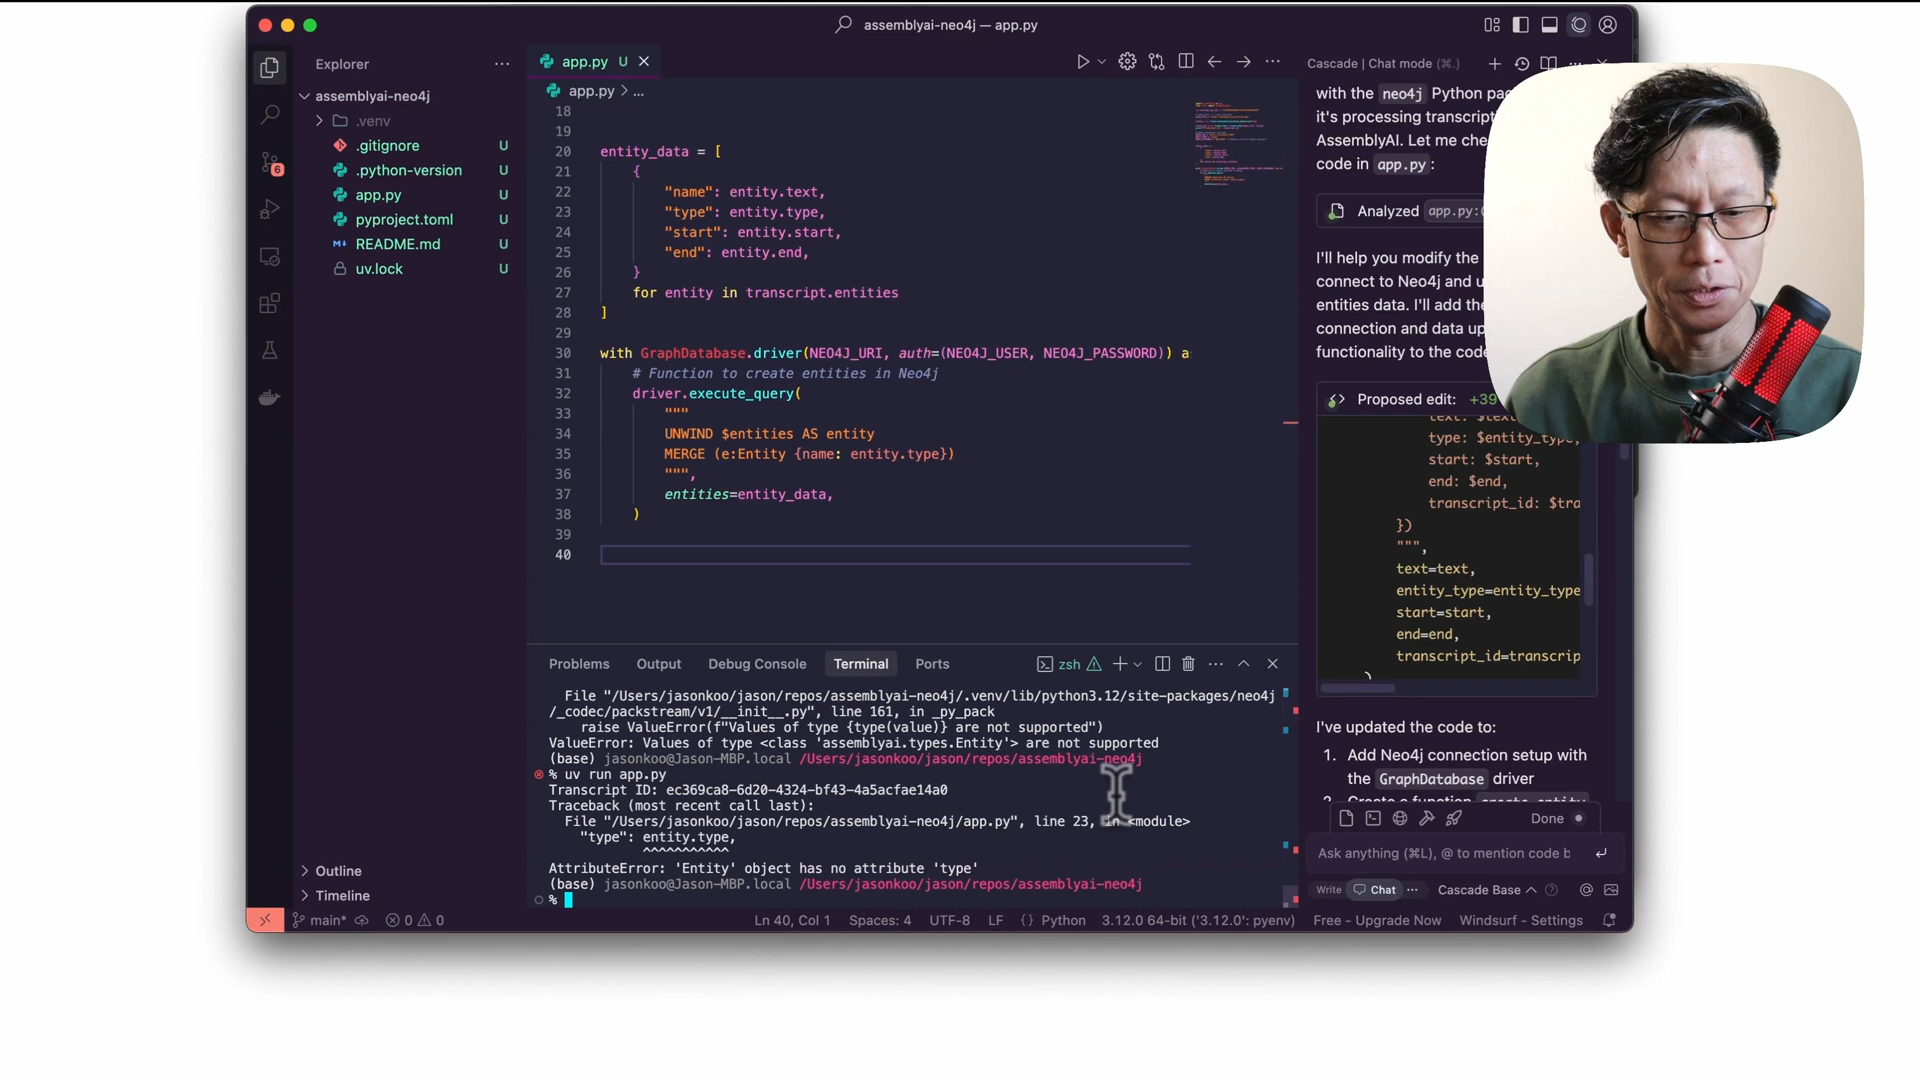 assemblyai-neo4j — app.py
Explorer
assemblyai-neo4j
.venv
.gitignore U
.python-version U
app.py U
pyproject.toml U
README.md U
uv.lock U
Outline
Timeline
app.py U
app.py > ...
18
19
20 entity_data = [
21 {
22 "name": entity.text,
23 "type": entity.type,
24 "start": entity.start,
25 "end": entity.end,
26 }
27 for entity in transcript.entities
28 ]
29
30 with GraphDatabase.driver(NEO4J_URI, auth=(NEO4J_USER, NEO4J_PASSWORD)) a
31 # Function to create entities in Neo4j
32 driver.execute_query(
33 """
34 UNWIND $entities AS entity
35 MERGE (e:Entity {name: entity.type})
36 """,
37 entities=entity_data,
38 )
39
40
Problems Output Debug Console Terminal Ports zsh
File "/Users/jasonkoo/jason/repos/assemblyai-neo4j/.venv/lib/python3.12/site-packages/neo4j
/_codec/packstream/v1/__init__.py", line 161, in _py_pack
raise ValueError(f"Values of type {type(value)} are not supported")
ValueError: Values of type <class 'assemblyai.types.Entity'> are not supported
(base) jasonkoo@Jason-MBP.local /Users/jasonkoo/jason/repos/assemblyai-neo4j
% uv run app.py
Transcript ID: ec369ca8-6d20-4324-bf43-4a5acfae14a0
Traceback (most recent call last):
File "/Users/jasonkoo/jason/repos/assemblyai-neo4j/app.py", line 23, in <module>
"type": entity.type,
^^^^^^^^^^^
AttributeError: 'Entity' object has no attribute 'type'
(base) jasonkoo@Jason-MBP.local /Users/jasonkoo/jason/repos/assemblyai-neo4j
%
Cascade | Chat mode (⌘.)
with the neo4j Python
it's processing
AssemblyAI. Let me
code in app.py:
Analyzed app.py:
I'll help you modify the
connect to Neo4j and
entities data. I'll add
connection and data
functionality to the
Proposed edit: +39
text:
type: $entity_type,
start: $start,
end: $end,
transcript_id: $tra
})
""",
text=text,
entity_type=entity_type
start=start,
end=end,
transcript_id=transcrip
)
I've updated the code to:
1. Add Neo4j connection setup with
the GraphDatabase driver
2. Create a function create_entity
Done
Ask anything (⌘L), @ to mention code b
Write Chat ... Cascade Base
6
main* 0 0 Ln 40, Col 1 Spaces: 4 UTF-8 LF {} Python 3.12.0 64-bit ('3.12.0': pyenv) Free - Upgrade Now Windsurf - Settings